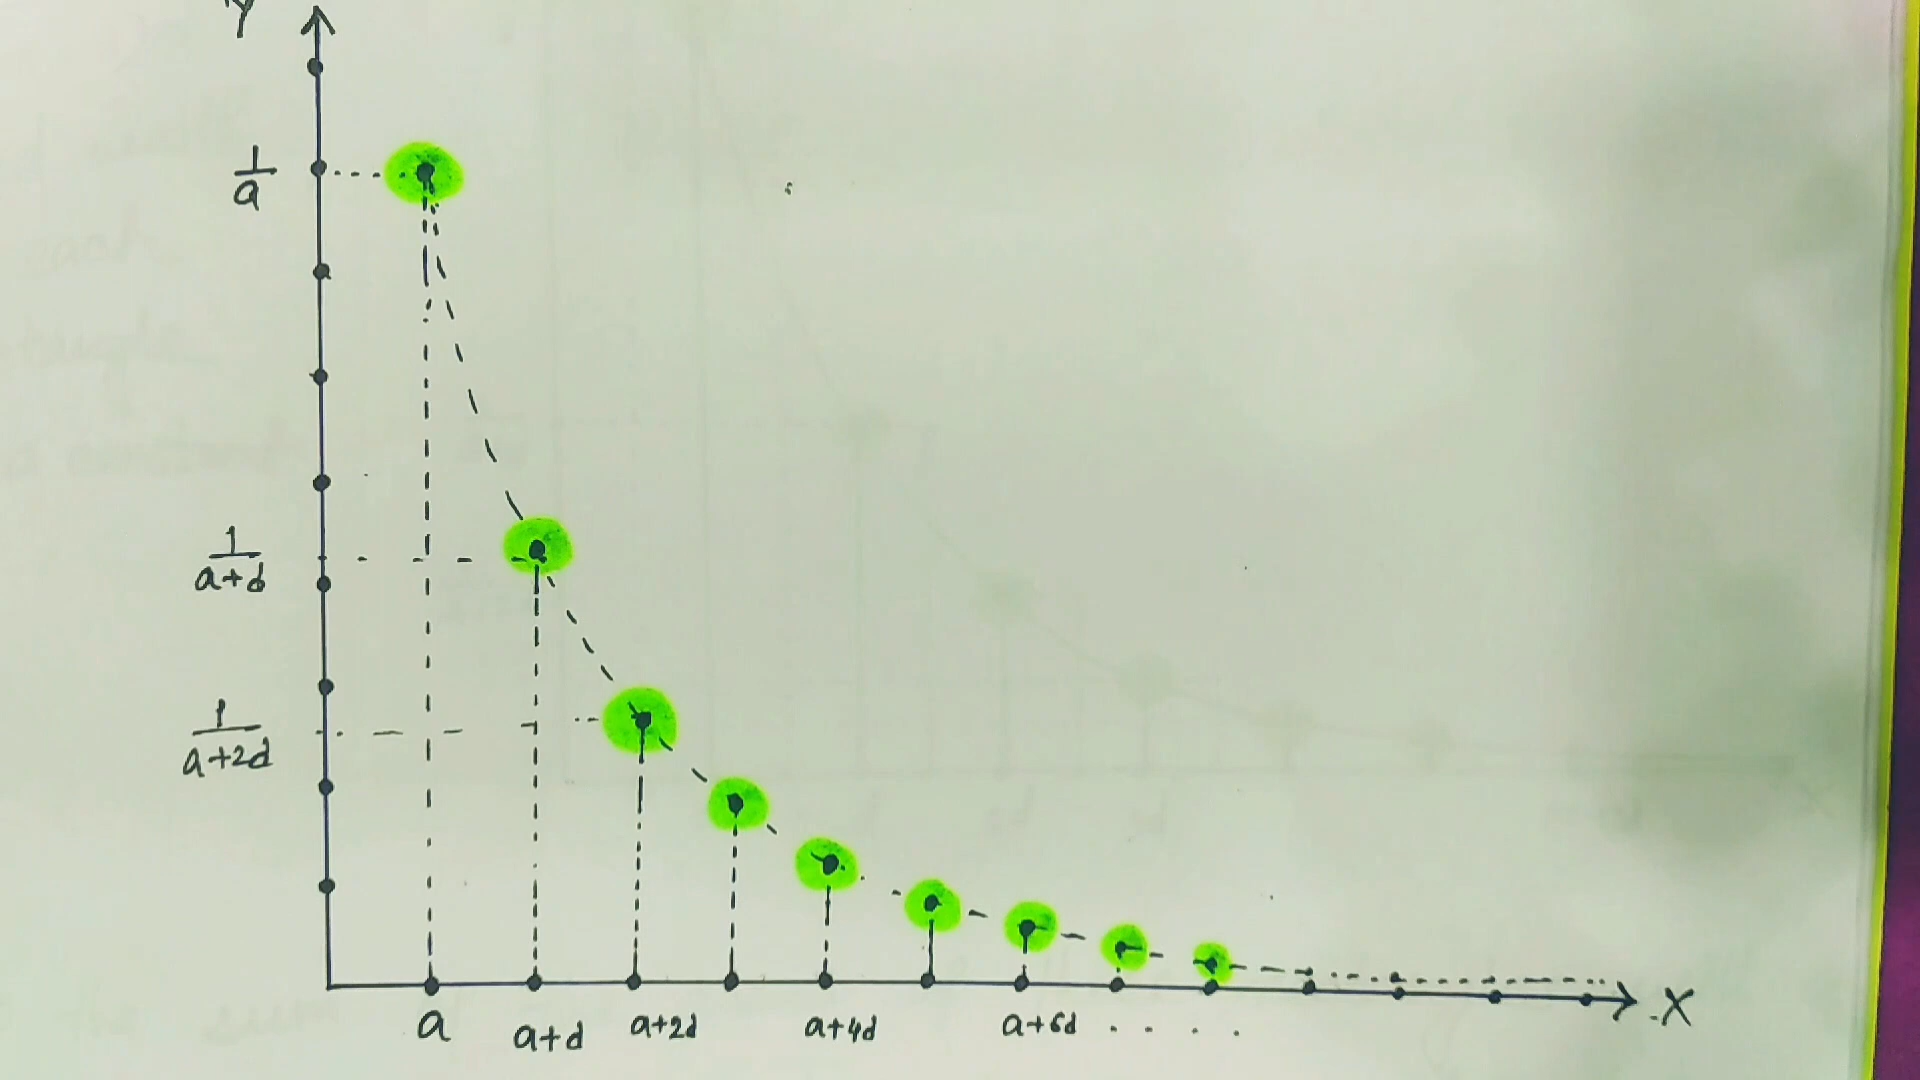 Y
1/a
1/a+d
1/a+2d
a a+d a+2d a+4d a+6d . . . .
X